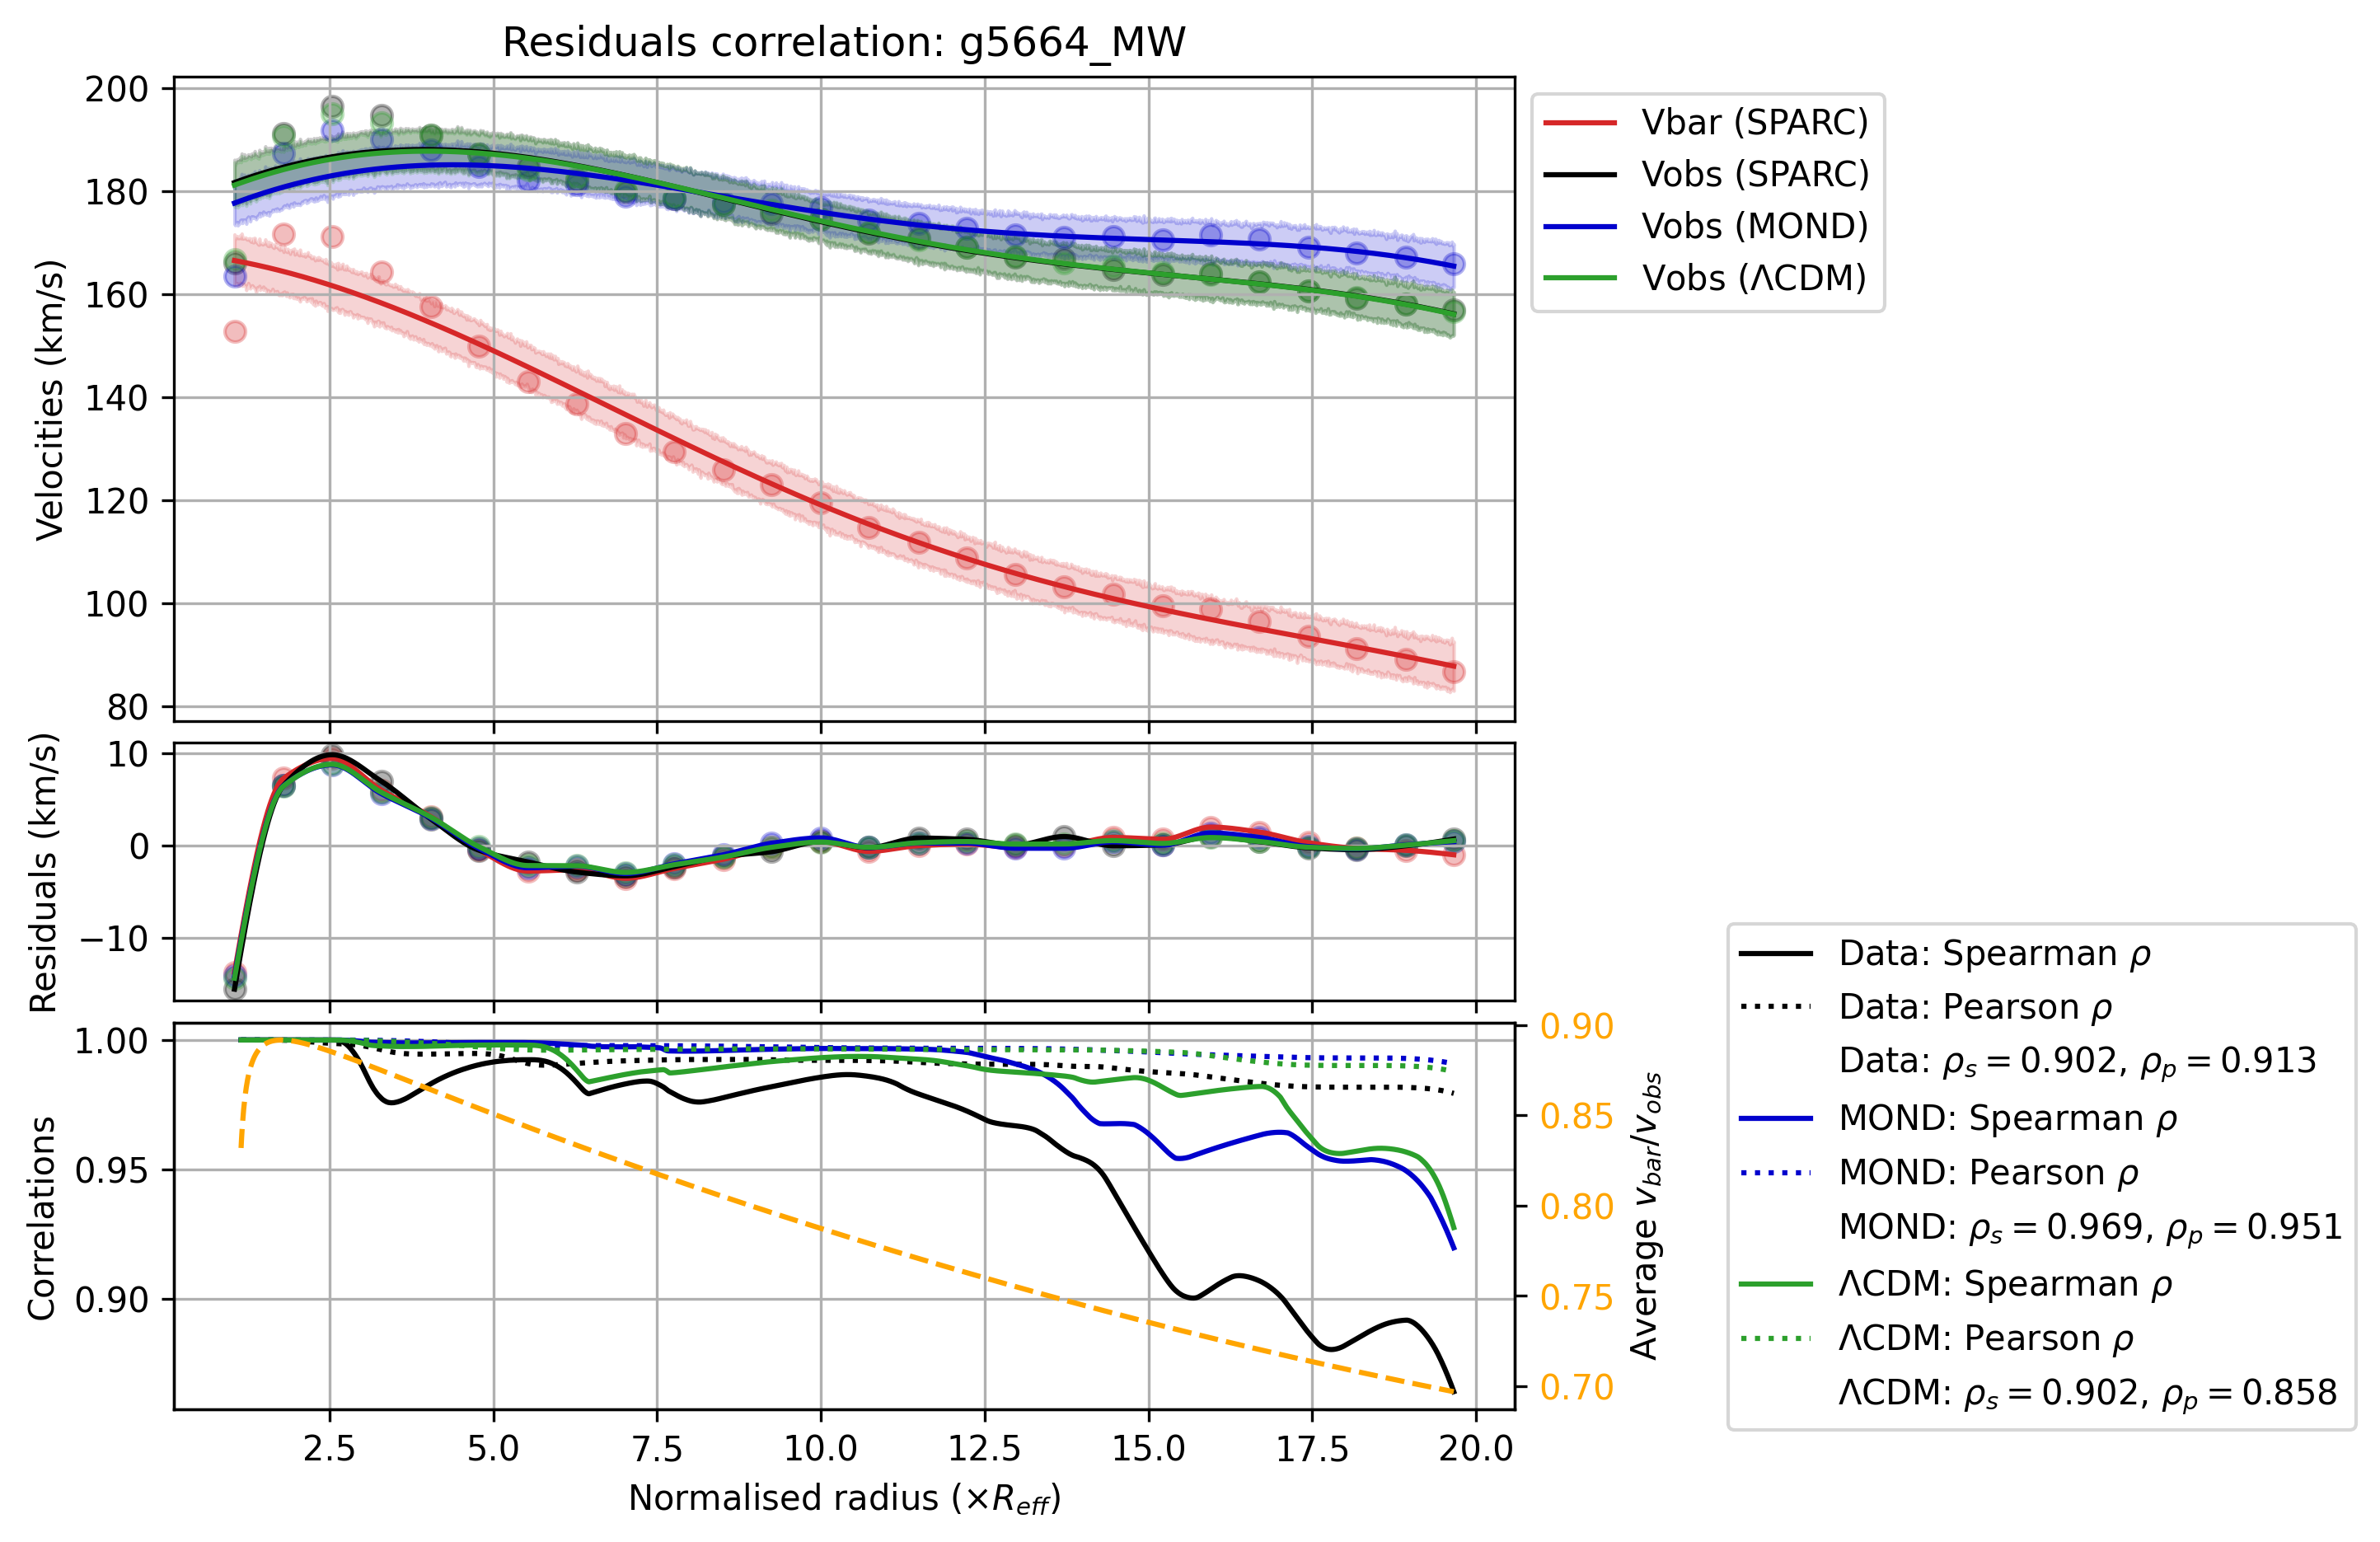 Residuals correlation: g5664_MW
200
180
160
140
120
100
80
Velocities (km/s)
Vbar (SPARC)
Vobs (SPARC)
Vobs (MOND)
Vobs (ΛCDM)
10
0
−10
Residuals (km/s)
1.00
0.95
0.90
Correlations
0.90
0.85
0.80
0.75
0.70
Average v_bar/v_obs
2.5 5.0 7.5 10.0 12.5 15.0 17.5 20.0
Normalised radius (×R_eff)
Data: Spearman ρ
Data: Pearson ρ
Data: ρ_s = 0.902, ρ_p = 0.913
MOND: Spearman ρ
MOND: Pearson ρ
MOND: ρ_s = 0.969, ρ_p = 0.951
ΛCDM: Spearman ρ
ΛCDM: Pearson ρ
ΛCDM: ρ_s = 0.902, ρ_p = 0.858